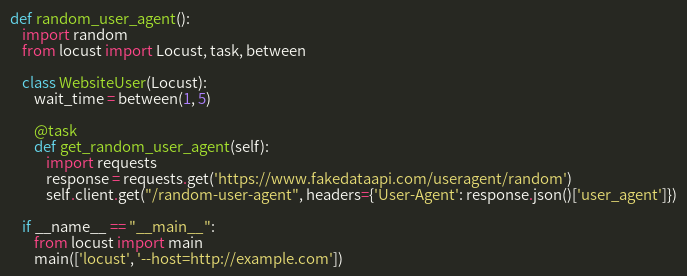 def random_user_agent():
    import random
    from locust import Locust, task, between

    class WebsiteUser(Locust):
        wait_time = between(1, 5)

        @task
        def get_random_user_agent(self):
            import requests
            response = requests.get('https://www.fakedataapi.com/useragent/random')
            self.client.get("/random-user-agent", headers={'User-Agent': response.json()['user_agent']})

    if __name__ == "__main__":
        from locust import main
        main(['locust', '--host=http://example.com'])